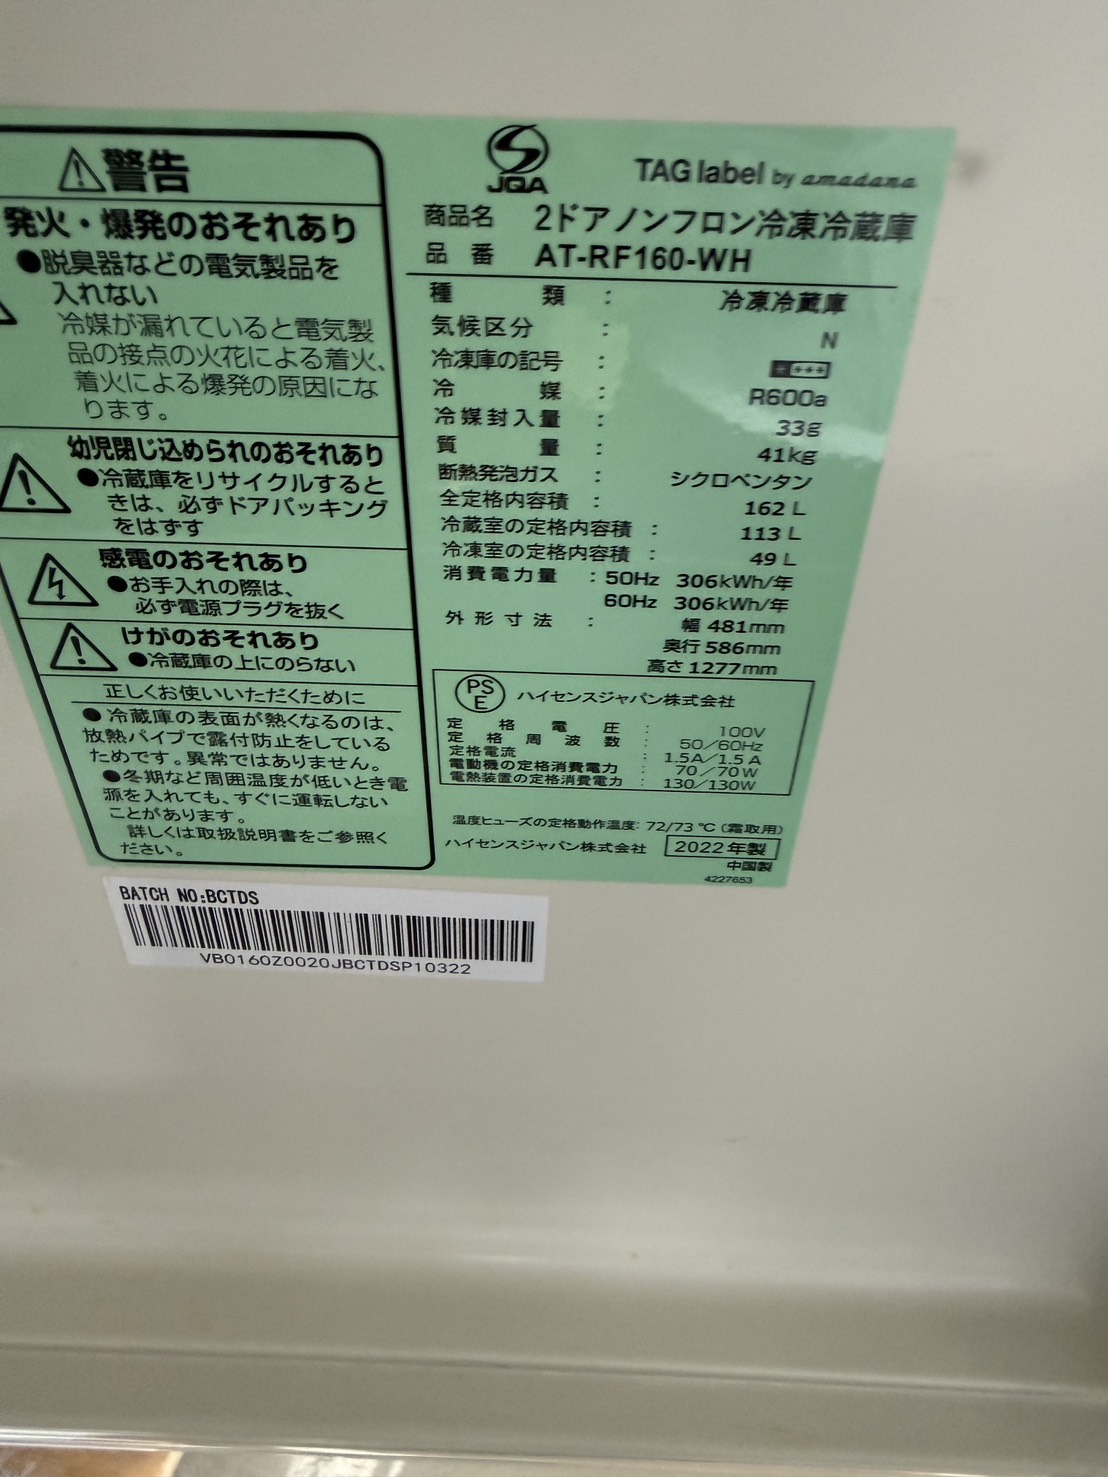 警告
発火・爆発のおそれあり
●脱臭器などの電気製品を
入れない
冷媒が漏れていると電気製
品の接点の火花による着火、
着火による爆発の原因にな
ります。
幼児閉じ込められのおそれあり
●冷蔵庫をリサイクルすると
きは、必ずドアパッキング
をはずす
感電のおそれあり
●お手入れの際は、
必ず電源プラグを抜く
けがのおそれあり
●冷蔵庫の上にのらない
正しくお使いいただくために
●冷蔵庫の表面が熱くなるのは、
放熱パイプで露付防止をしている
ためです。異常ではありません。
●冬期など周囲温度が低いとき電
源を入れても、すぐに運転しない
ことがあります。
詳しくは取扱説明書をご参照く
ださい。
JQA
TAG label by amadana
商品名 2ドアノンフロン冷凍冷蔵庫
品番 AT-RF160-WH
種類 : 冷凍冷蔵庫
気候区分 : N
冷凍庫の記号 : ****
冷媒 : R600a
冷媒封入量 : 33g
質量 : 41kg
断熱発泡ガス : シクロペンタン
全定格内容積 : 162 L
冷蔵室の定格内容積 : 113 L
冷凍室の定格内容積 : 49 L
消費電力量 : 50Hz 306kWh/年
60Hz 306kWh/年
外形寸法 : 幅 481mm
奥行 586mm
高さ 1277mm
PSE ハイセンスジャパン株式会社
定格電圧 : 100V
定格周波数 : 50/60Hz
定格電流 : 1.5A/1.5A
電動機の定格消費電力 : 70/70W
電熱装置の定格消費電力 : 130/130W
温度ヒューズの定格動作温度: 72/73℃(霜取用)
ハイセンスジャパン株式会社 2022年製
中国製
4227653
BATCH NO:BCTDS
VB0160Z0020JBCTDSP10322